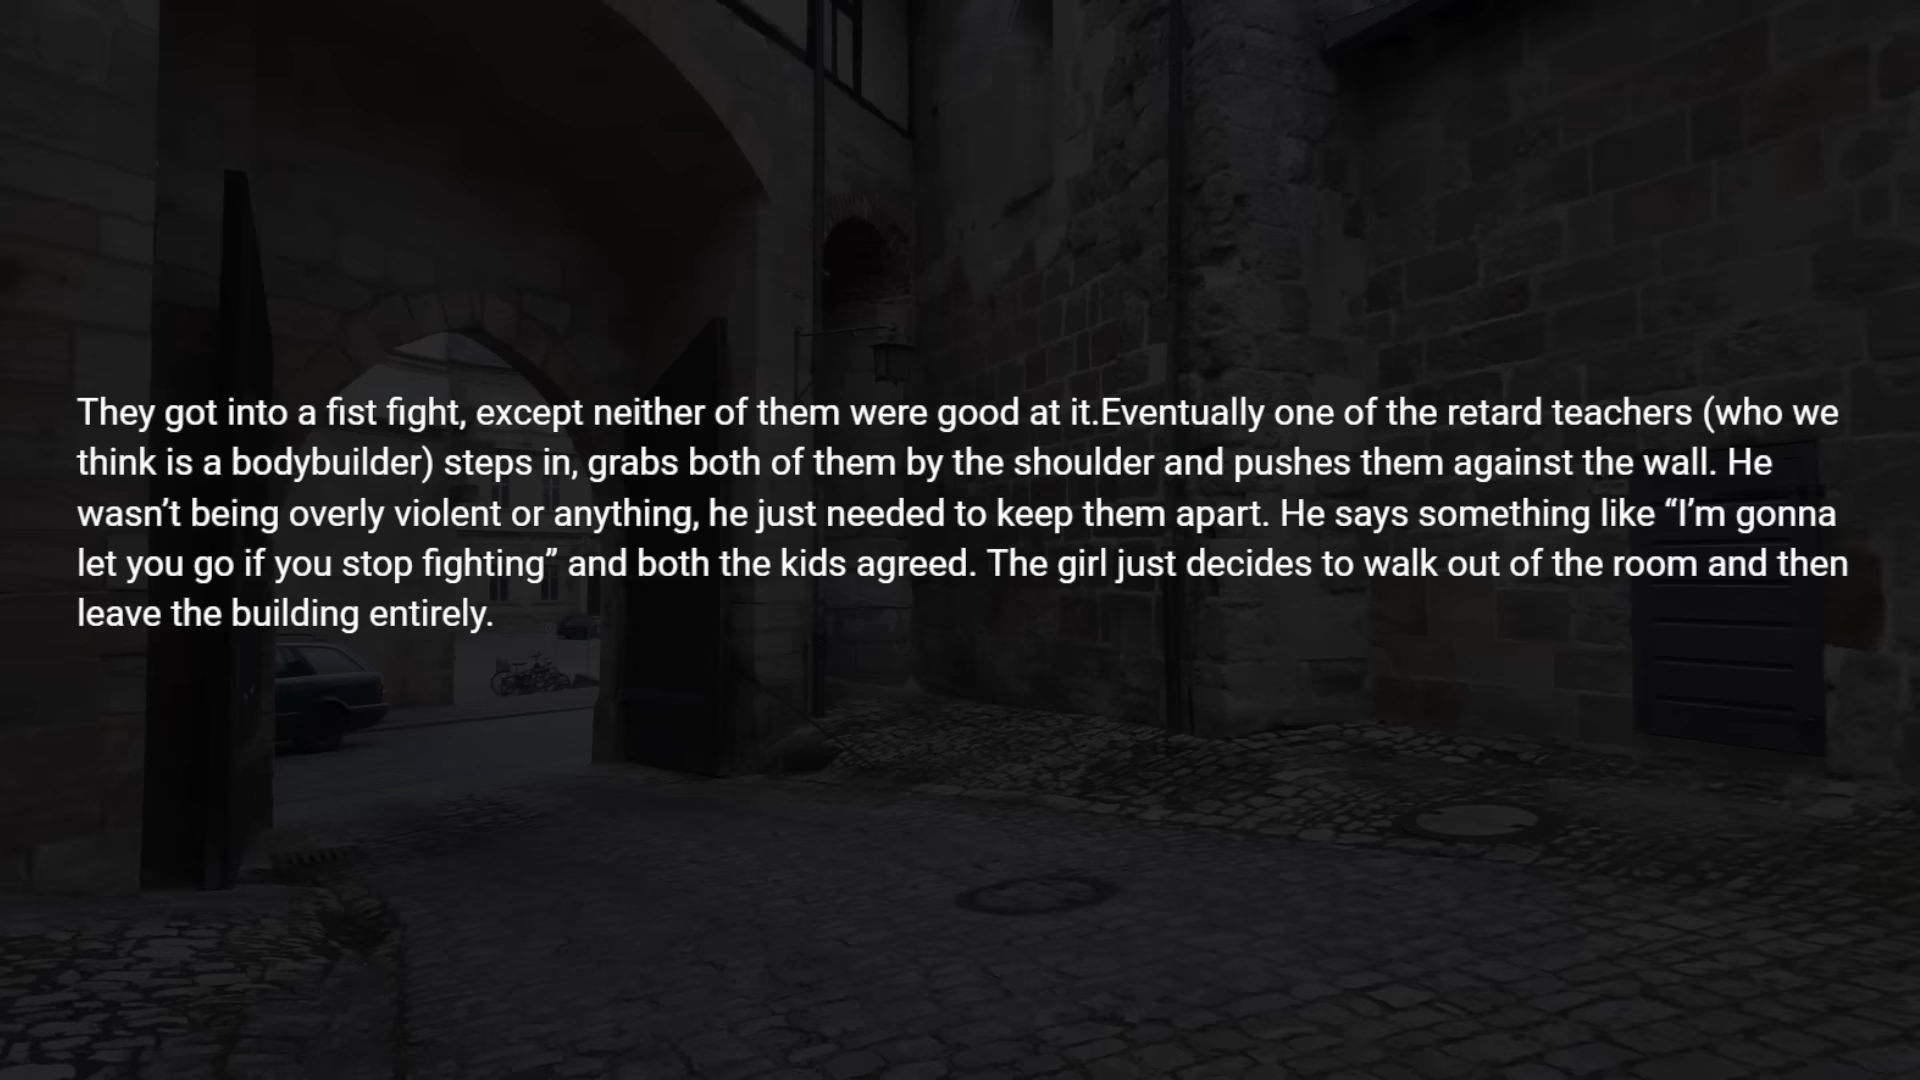 They got into a fist fight, except neither of them were good at it.Eventually one of the retard teachers (who we
think is a bodybuilder) steps in, grabs both of them by the shoulder and pushes them against the wall. He
wasn’t being overly violent or anything, he just needed to keep them apart. He says something like “I’m gonna
let you go if you stop fighting” and both the kids agreed. The girl just decides to walk out of the room and then
leave the building entirely.